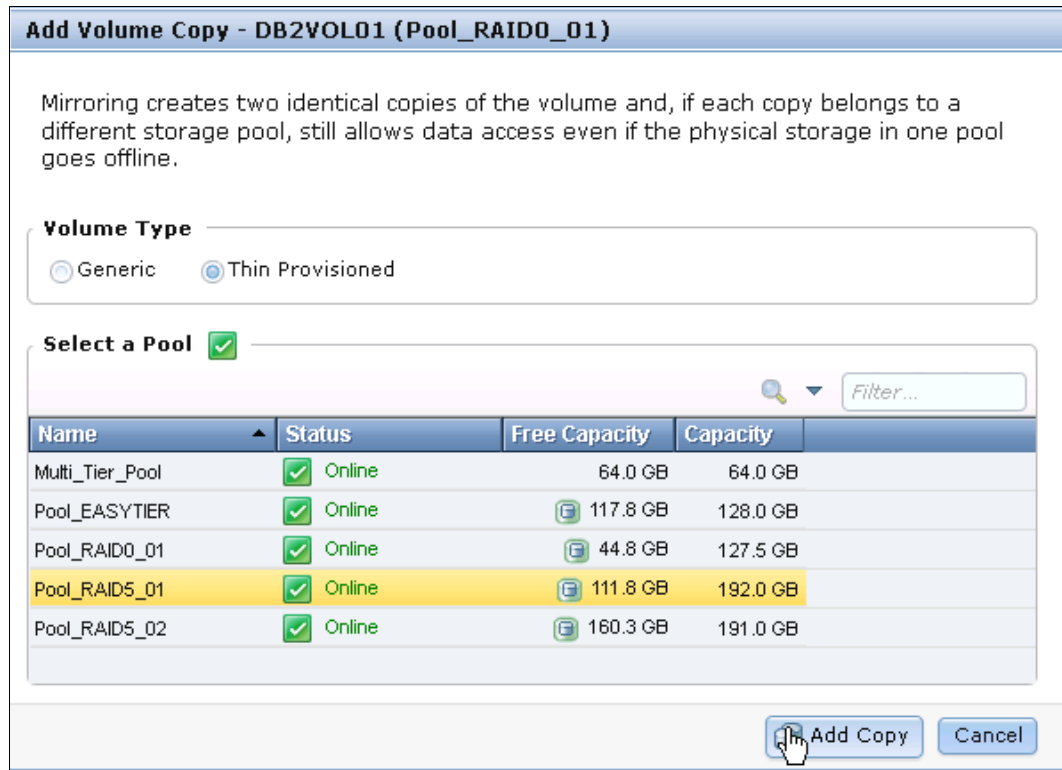 Add Volume Copy - DB2VOL01 (Pool_RAID0_01)
Mirroring creates two identical copies of the volume and, if each copy belongs to a
different storage pool, still allows data access even if the physical storage in one pool
goes offline.
Volume Type
Generic Thin Provisioned
Select a Pool
Filter...
Name Status Free Capacity Capacity
Multi_Tier_Pool Online 64.0 GB 64.0 GB
Pool_EASYTIER Online 117.8 GB 128.0 GB
Pool_RAID0_01 Online 44.8 GB 127.5 GB
Pool_RAID5_01 Online 111.8 GB 192.0 GB
Pool_RAID5_02 Online 160.3 GB 191.0 GB
Add Copy Cancel